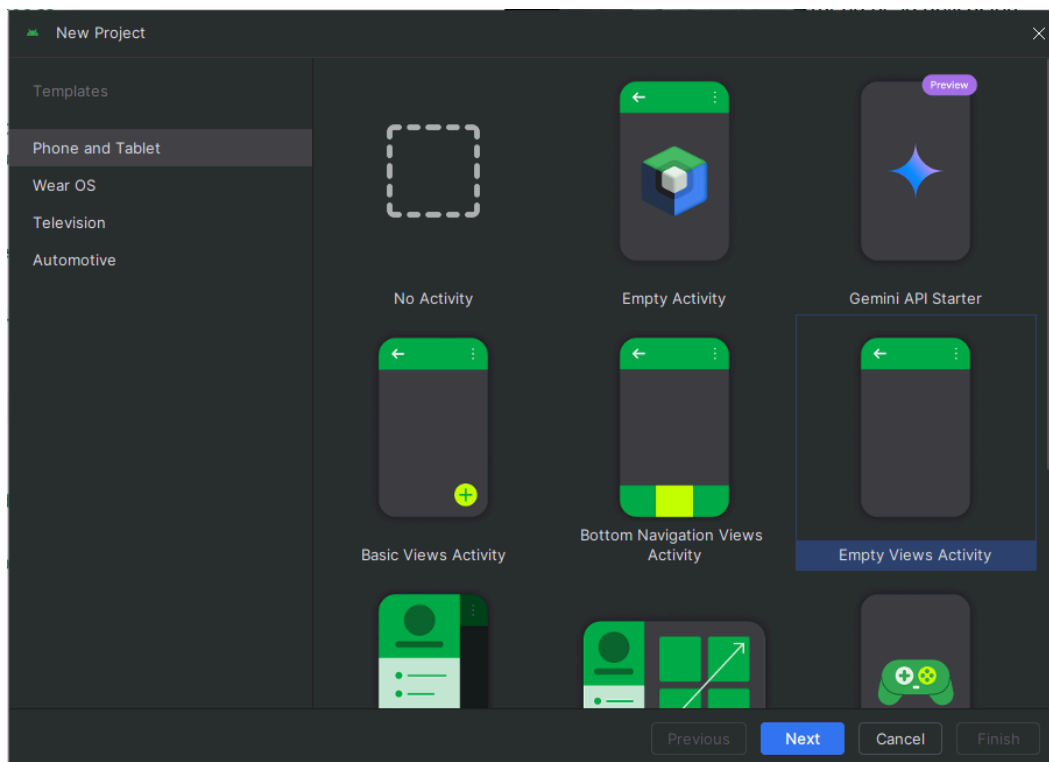 New Project
Templates
Phone and Tablet
Wear OS
Television
Automotive
Preview
No Activity
Empty Activity
Gemini API Starter
Basic Views Activity
Bottom Navigation Views
Activity
Empty Views Activity
Previous
Next
Cancel
Finish